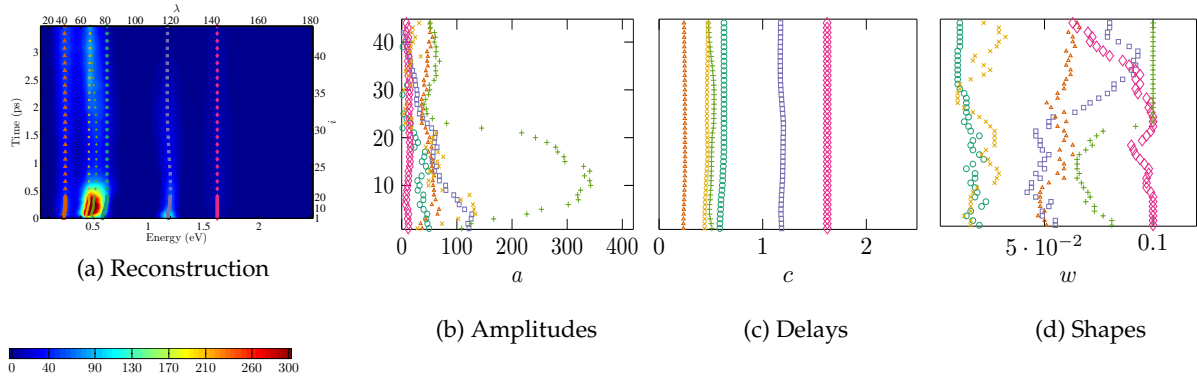 λ
20 40 60 80 100 120 140 160 180
3
2.5
2
1.5
1
0.5
0
Time (ps)
40
35
30
25
20
10
1
i
0.5 1 1.5 2
Energy (eV)
(a) Reconstruction
0 40 90 130 170 210 260 300
40
30
20
10
0 100 200 300 400
a
(b) Amplitudes
0 1 2
c
(c) Delays
5 · 10⁻² 0.1
w
(d) Shapes